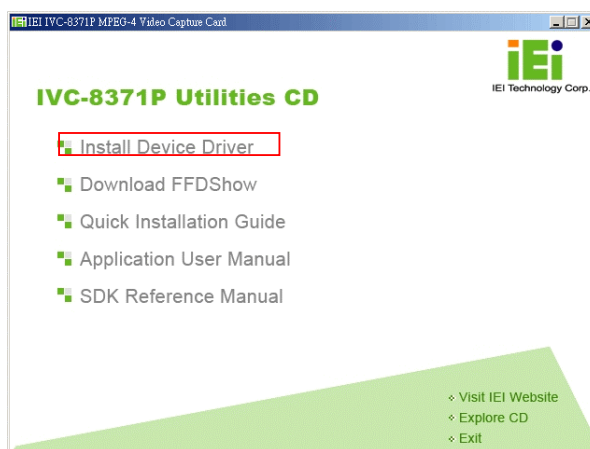 IEI IVC-8371P MPEG-4 Video Capture Card
iEi
IEI Technology Corp.
IVC-8371P Utilities CD
Install Device Driver
Download FFDShow
Quick Installation Guide
Application User Manual
SDK Reference Manual
Visit IEI Website
Explore CD
Exit